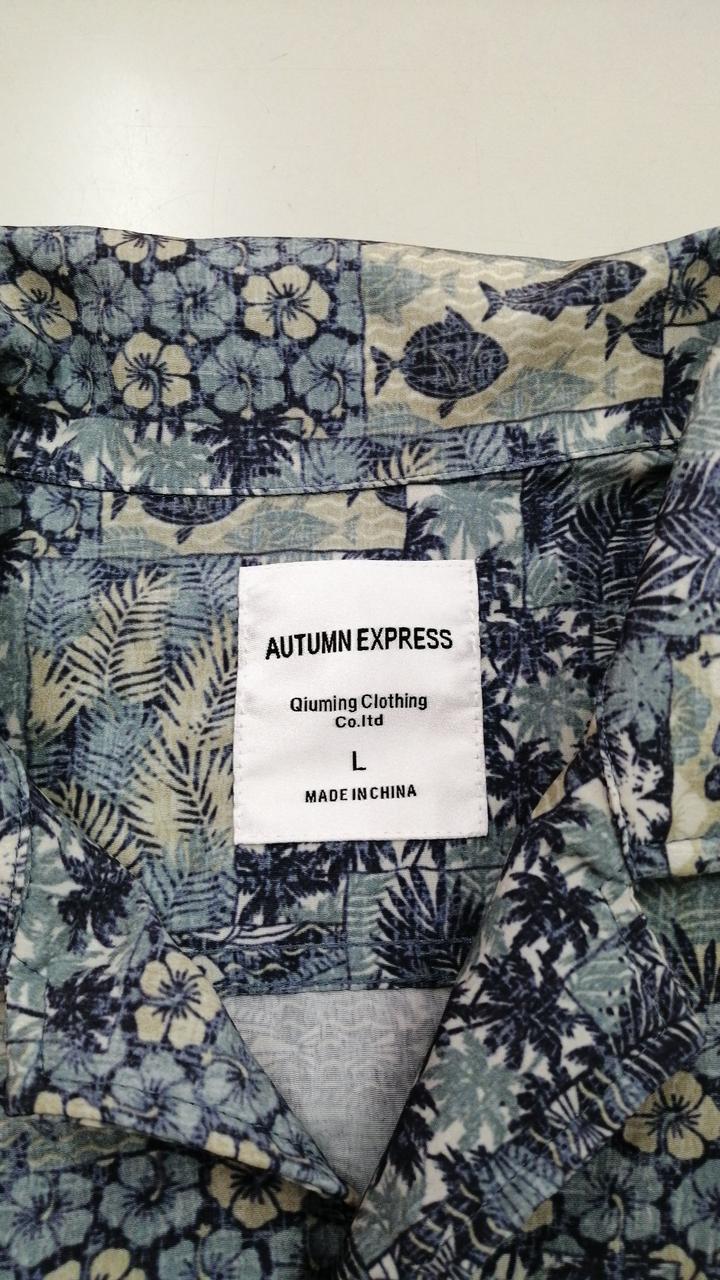 AUTUMN EXPRESS
Qiuming Clothing
Co.ltd
L
MADE IN CHINA